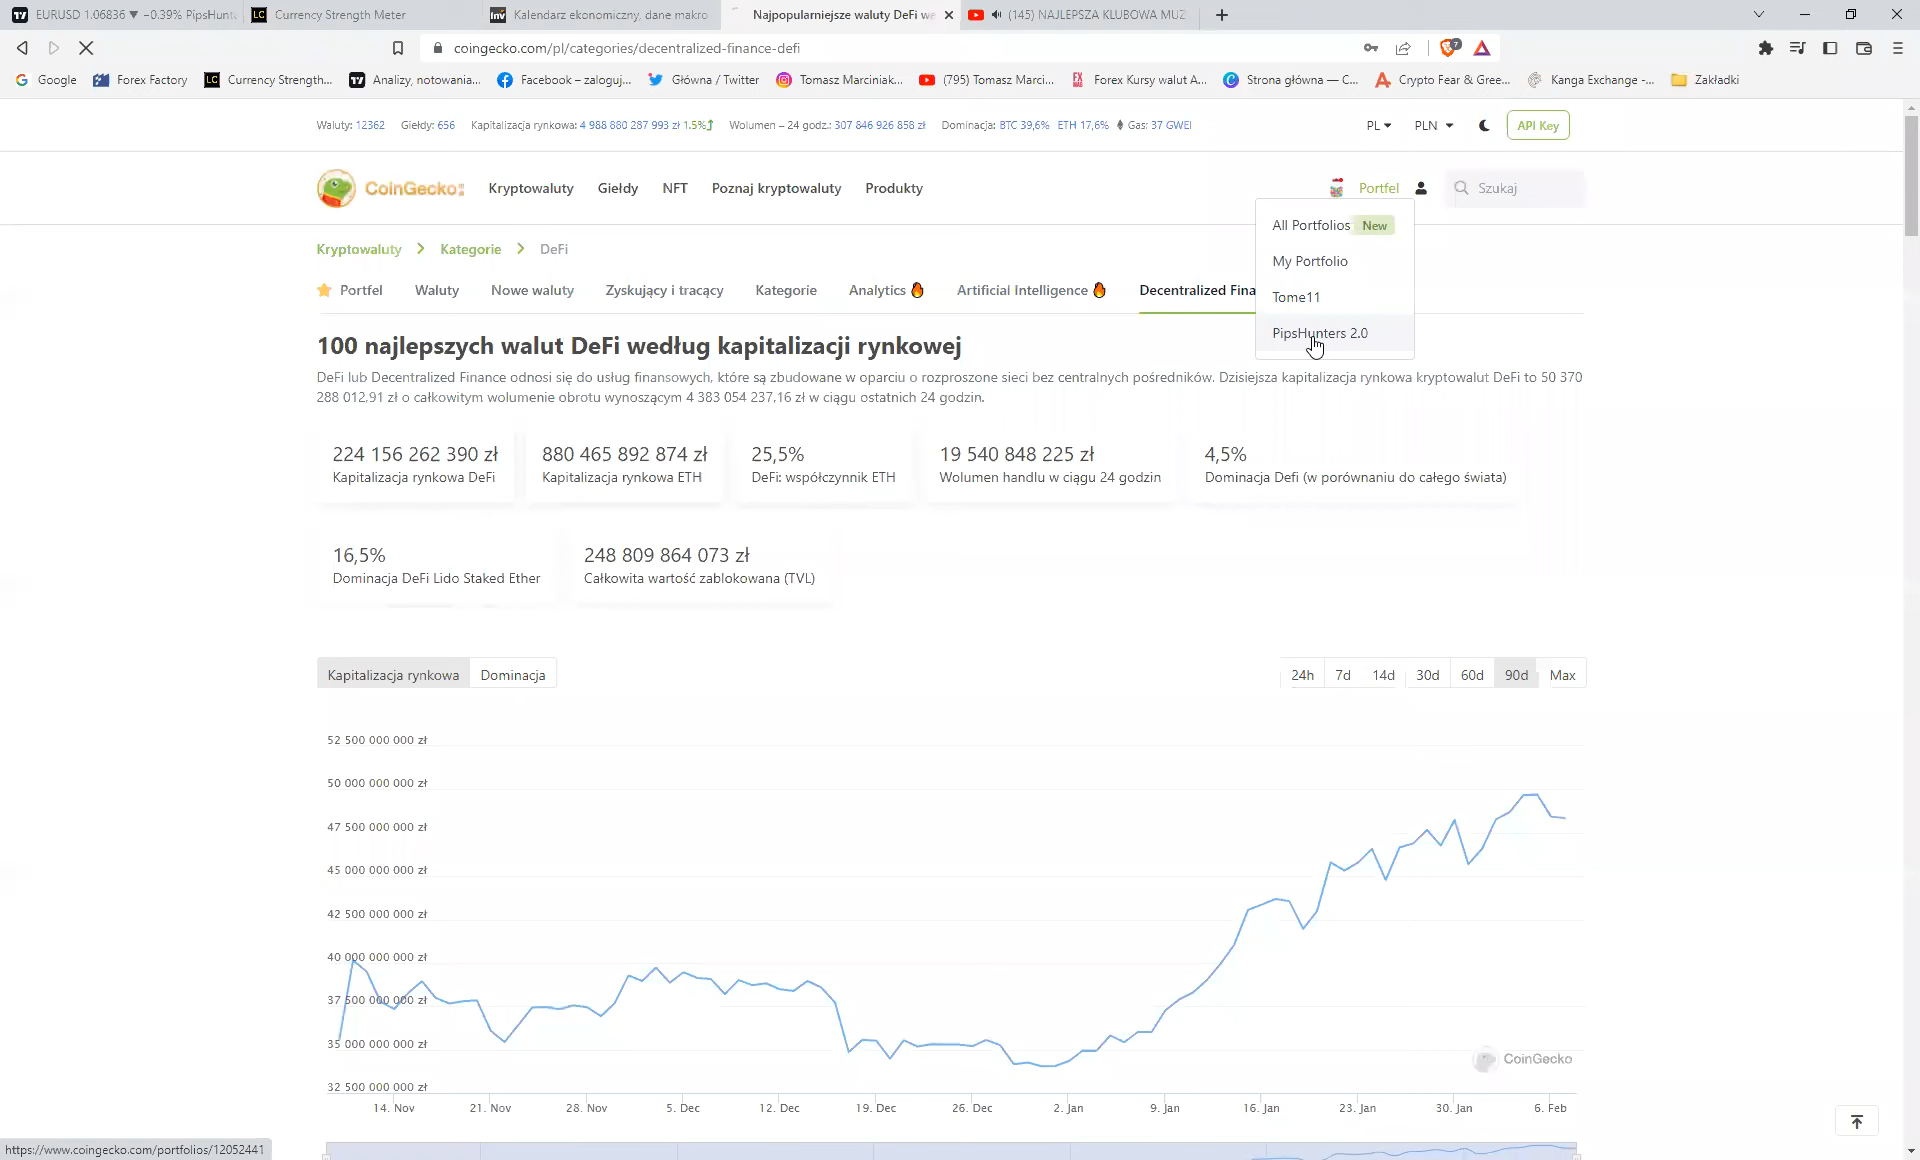 EURUSD 1.06836 ▼ −0.39% PipsHunt
Currency Strength Meter
Kalendarz ekonomiczny, dane makro
Najpopularniejsze waluty DeFi we
(145) NAJLEPSZA KLUBOWA MUZ
coingecko.com/pl/categories/decentralized-finance-defi
Google
Forex Factory
Currency Strength...
Analizy, notowania...
Facebook – zaloguj...
Główna / Twitter
Tomasz Marciniak...
(795) Tomasz Marci...
Forex Kursy walut A...
Strona główna — C...
Crypto Fear & Gree...
Kanga Exchange -...
Zakładki
Waluty: 12362 Giełdy: 656 Kapitalizacja rynkowa: 4 988 880 287 993 zł 1.5% Wolumen – 24 godz.: 307 846 926 858 zł Dominacja: BTC 39,6% ETH 17,6% Gas: 37 GWEI
PL PLN API Key
CoinGecko
Kryptowaluty Giełdy NFT Poznaj kryptowaluty Produkty
Portfel Szukaj
All Portfolios New
My Portfolio
Tome11
PipsHunters 2.0
Kryptowaluty Kategorie DeFi
Portfel Waluty Nowe waluty Zyskujący i tracący Kategorie Analytics Artificial Intelligence Decentralized Fina
100 najlepszych walut DeFi według kapitalizacji rynkowej
DeFi lub Decentralized Finance odnosi się do usług finansowych, które są zbudowane w oparciu o rozproszone sieci bez centralnych pośredników. Dzisiejsza kapitalizacja rynkowa kryptowalut DeFi to 50 370
288 012,91 zł o całkowitym wolumenie obrotu wynoszącym 4 383 054 237,16 zł w ciągu ostatnich 24 godzin.
224 156 262 390 zł
Kapitalizacja rynkowa DeFi
880 465 892 874 zł
Kapitalizacja rynkowa ETH
25,5%
DeFi: współczynnik ETH
19 540 848 225 zł
Wolumen handlu w ciągu 24 godzin
4,5%
Dominacja Defi (w porównaniu do całego świata)
16,5%
Dominacja DeFi Lido Staked Ether
248 809 864 073 zł
Całkowita wartość zablokowana (TVL)
Kapitalizacja rynkowa Dominacja
24h 7d 14d 30d 60d 90d Max
52 500 000 000 zł
50 000 000 000 zł
47 500 000 000 zł
45 000 000 000 zł
42 500 000 000 zł
40 000 000 000 zł
37 500 000 000 zł
35 000 000 000 zł
32 500 000 000 zł
CoinGecko
14. Nov 21. Nov 28. Nov 5. Dec 12. Dec 19. Dec 26. Dec 2. Jan 9. Jan 16. Jan 23. Jan 30. Jan 6. Feb
https://www.coingecko.com/portfolios/12052441